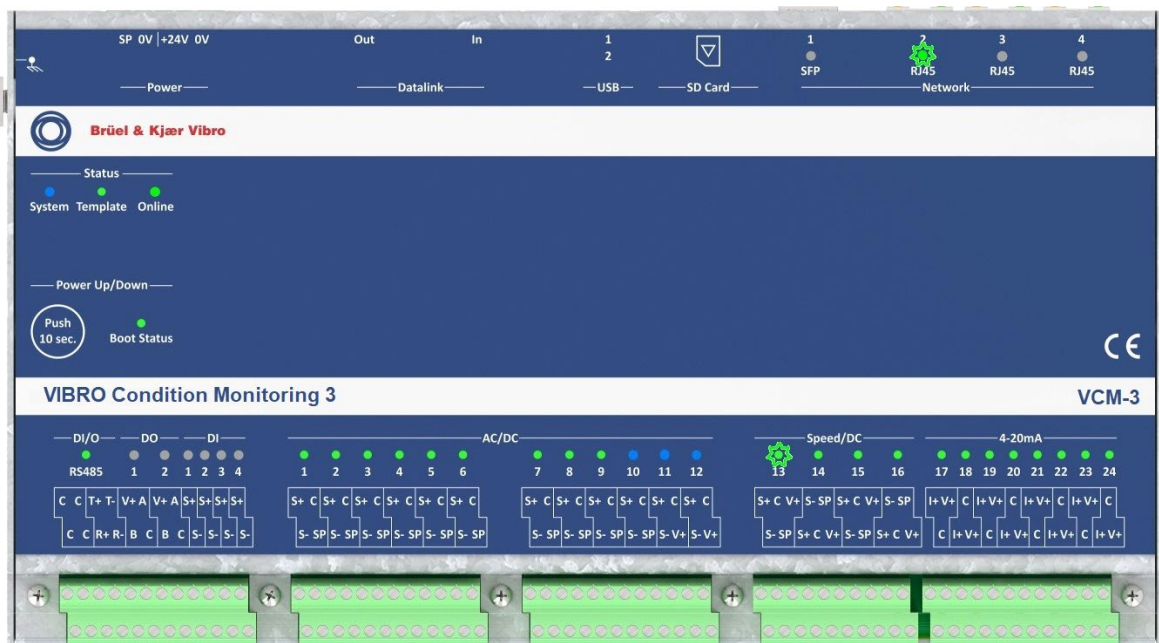 SP 0V | +24V 0V
Power
Out In
Datalink
1
2
USB
SD Card
1 2 3 4
SFP RJ45 RJ45 RJ45
Network
Brüel & Kjær Vibro
Status
System Template Online
Power Up/Down
Push
10 sec.
Boot Status
CE
VIBRO Condition Monitoring 3
VCM-3
DI/O DO DI AC/DC Speed/DC 4-20mA
RS485 1 2 1 2 3 4 1 2 3 4 5 6 7 8 9 10 11 12 13 14 15 16 17 18 19 20 21 22 23 24
C C T+ T- V+ A V+ A S+ S+ S+ S+ S+ C S+ C S+ C S+ C S+ C S+ C S+ C S+ C S+ C S+ C S+ C S+ C S+ C V+ S- SP S+ C V+ S- SP I+ V+ C I+ V+ C I+ V+ C I+ V+ C
C C R+ R- B C B C S- S- S- S- S- SP S- SP S- SP S- SP S- SP S- SP S- SP S- SP S- SP S- SP S- V+ S- V+ S- SP S+ C V+ S- SP S+ C V+ C I+ V+ C I+ V+ C I+ V+ C I+ V+